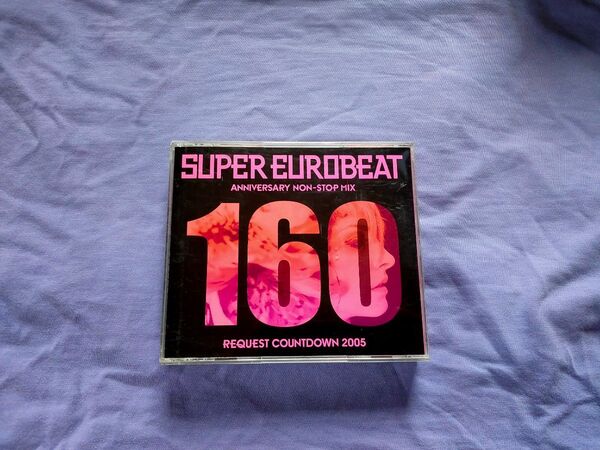 SUPER EUROBEAT
ANNIVERSARY NON-STOP MIX
160
REQUEST COUNTDOWN 2005